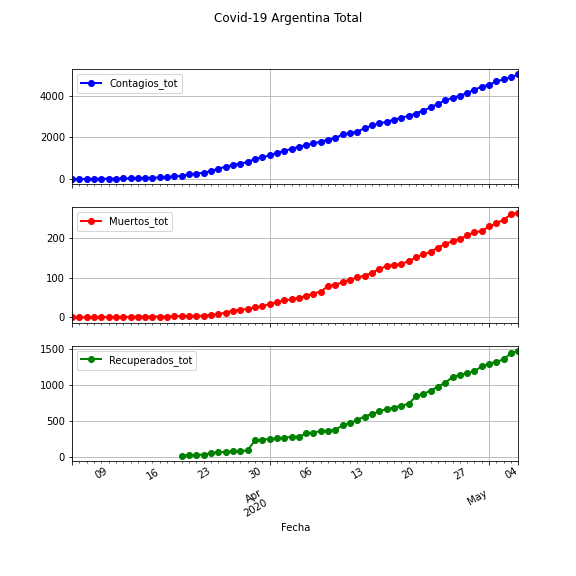 Covid-19 Argentina Total
Contagios_tot
4000
2000
0
Muertos_tot
200
100
0
Recuperados_tot
1500
1000
500
0
09 16 23 30 06 13 20 27 04
Apr May
2020
Fecha